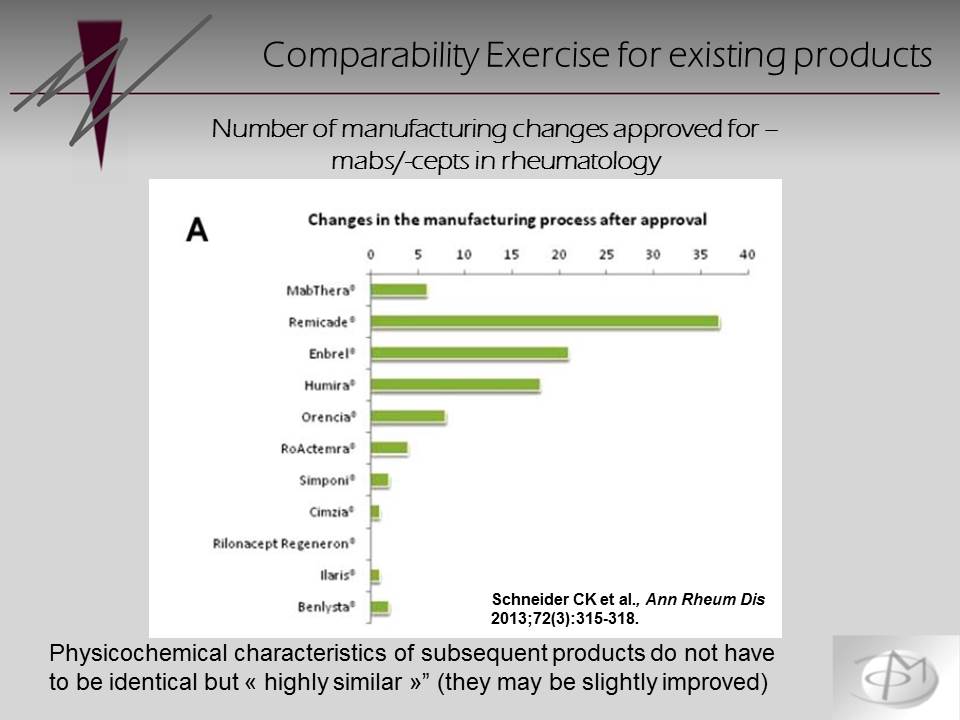 Comparability Exercise for existing products
Number of manufacturing changes approved for –
mabs/-cepts in rheumatology
A
Changes in the manufacturing process after approval
0 5 10 15 20 25 30 35 40
MabThera®
Remicade®
Enbrel®
Humira®
Orencia®
RoActemra®
Simponi®
Cimzia®
Rilonacept Regeneron®
Ilaris®
Benlysta®
Schneider CK et al., Ann Rheum Dis
2013;72(3):315-318.
Physicochemical characteristics of subsequent products do not have
to be identical but « highly similar »” (they may be slightly improved)